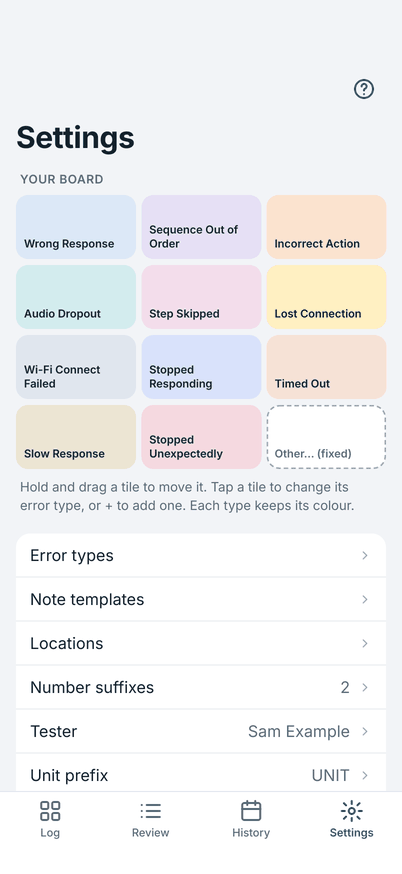 Settings
YOUR BOARD
Wrong Response
Sequence Out of
Order
Incorrect Action
Audio Dropout
Step Skipped
Lost Connection
Wi-Fi Connect
Failed
Stopped
Responding
Timed Out
Slow Response
Stopped
Unexpectedly
Other... (fixed)
Hold and drag a tile to move it. Tap a tile to change its
error type, or + to add one. Each type keeps its colour.
Error types
Note templates
Locations
Number suffixes 2
Tester Sam Example
Unit prefix UNIT
Log Review History Settings